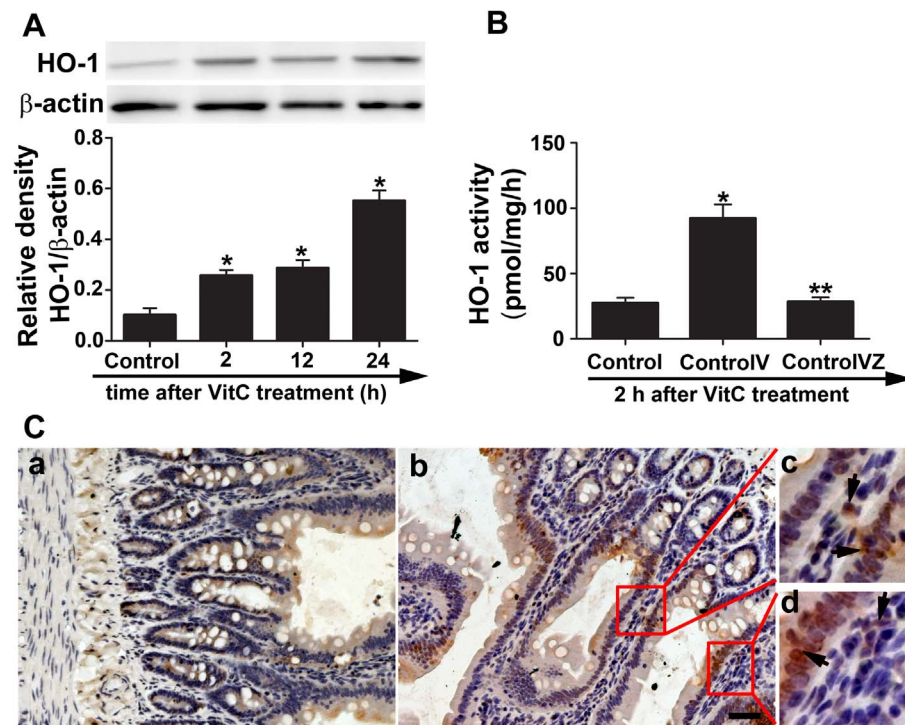 A
HO-1
β-actin
Relative density
HO-1/β-actin
0.8
0.6
0.4
0.2
0.0
*
*
*
Control 2 12 24
time after VitC treatment (h)
B
HO-1 activity
(pmol/mg/h)
150
100
50
0
*
**
Control ControlV ControlVZ
2 h after VitC treatment
C
a
b
c
d